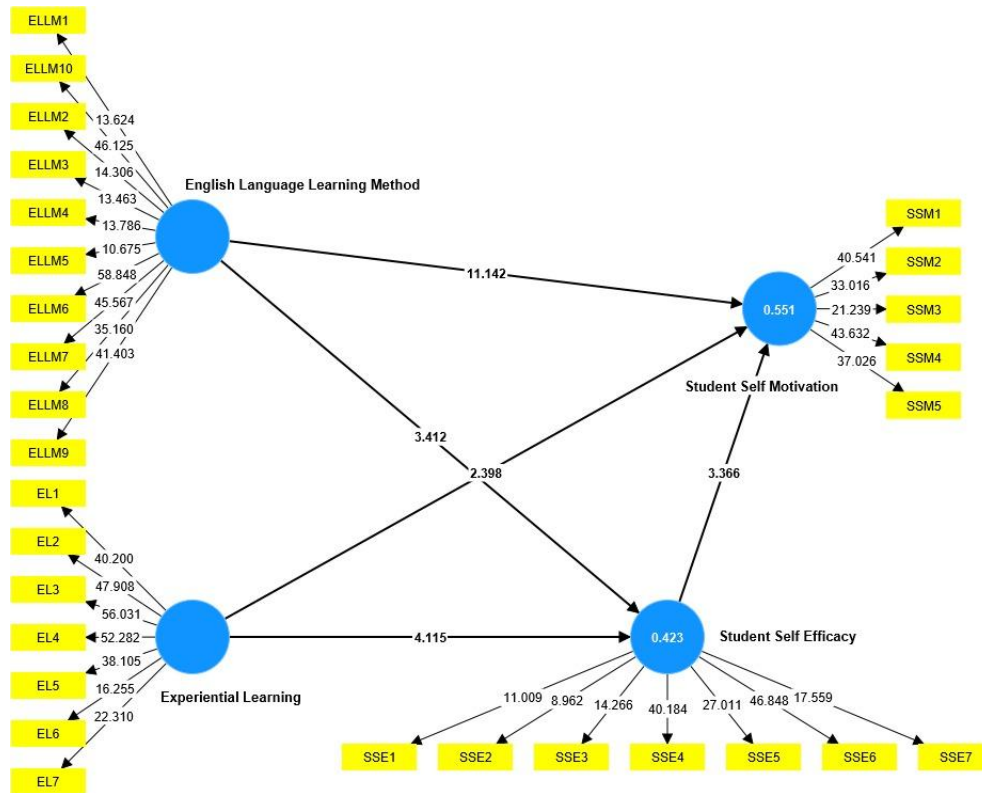 ELLM1
ELLM10
ELLM2
ELLM3
ELLM4
ELLM5
ELLM6
ELLM7
ELLM8
ELLM9
13.624
46.125
14.306
13.463
13.786
10.675
58.848
45.567
35.160
41.403
English Language Learning Method
11.142
3.412
2.398
3.366
4.115
0.551
Student Self Motivation
40.541
33.016
21.239
43.632
37.026
SSM1
SSM2
SSM3
SSM4
SSM5
EL1
EL2
EL3
EL4
EL5
EL6
EL7
40.200
47.908
56.031
52.282
38.105
16.255
22.310
Experiential Learning
0.423
Student Self Efficacy
11.009
8.962
14.266
40.184
27.011
46.848
17.559
SSE1
SSE2
SSE3
SSE4
SSE5
SSE6
SSE7